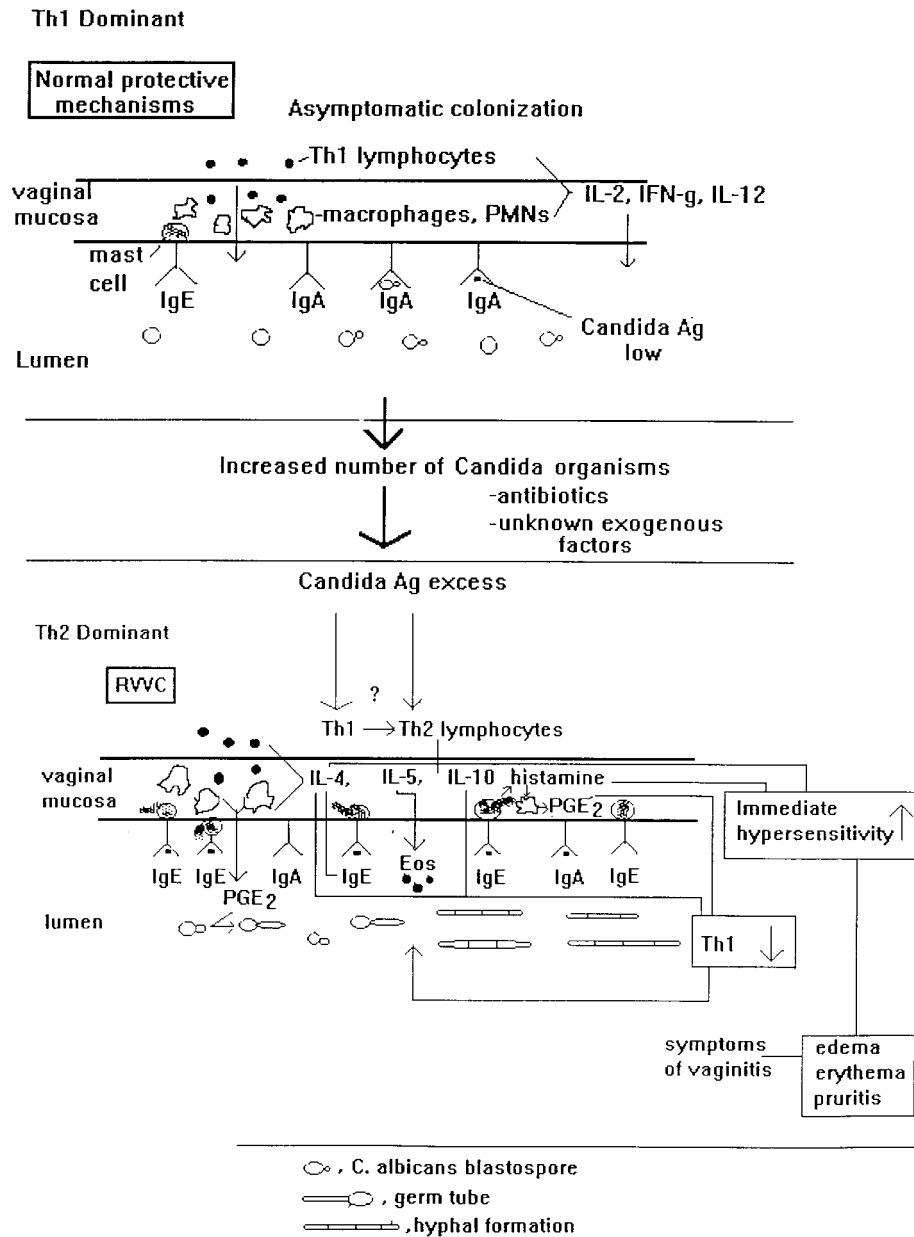 Th1 Dominant
Normal protective
mechanisms
Asymptomatic colonization
Th1 lymphocytes
vaginal
mucosa
-macrophages, PMNs
IL-2, IFN-g, IL-12
mast
cell
IgE
IgA
IgA
IgA
Candida Ag
low
Lumen
Increased number of Candida organisms
-antibiotics
-unknown exogenous
factors
Candida Ag excess
Th2 Dominant
RVVC
?
Th1
Th2 lymphocytes
vaginal
mucosa
IL-4,
IL-5,
IL-10
histamine
PGE2
Immediate
hypersensitivity
IgE
IgE
IgA
IgE
Eos
IgE
IgA
IgE
PGE2
lumen
Th1
symptoms
of vaginitis
edema
erythema
pruritis
, C. albicans blastospore
, germ tube
, hyphal formation